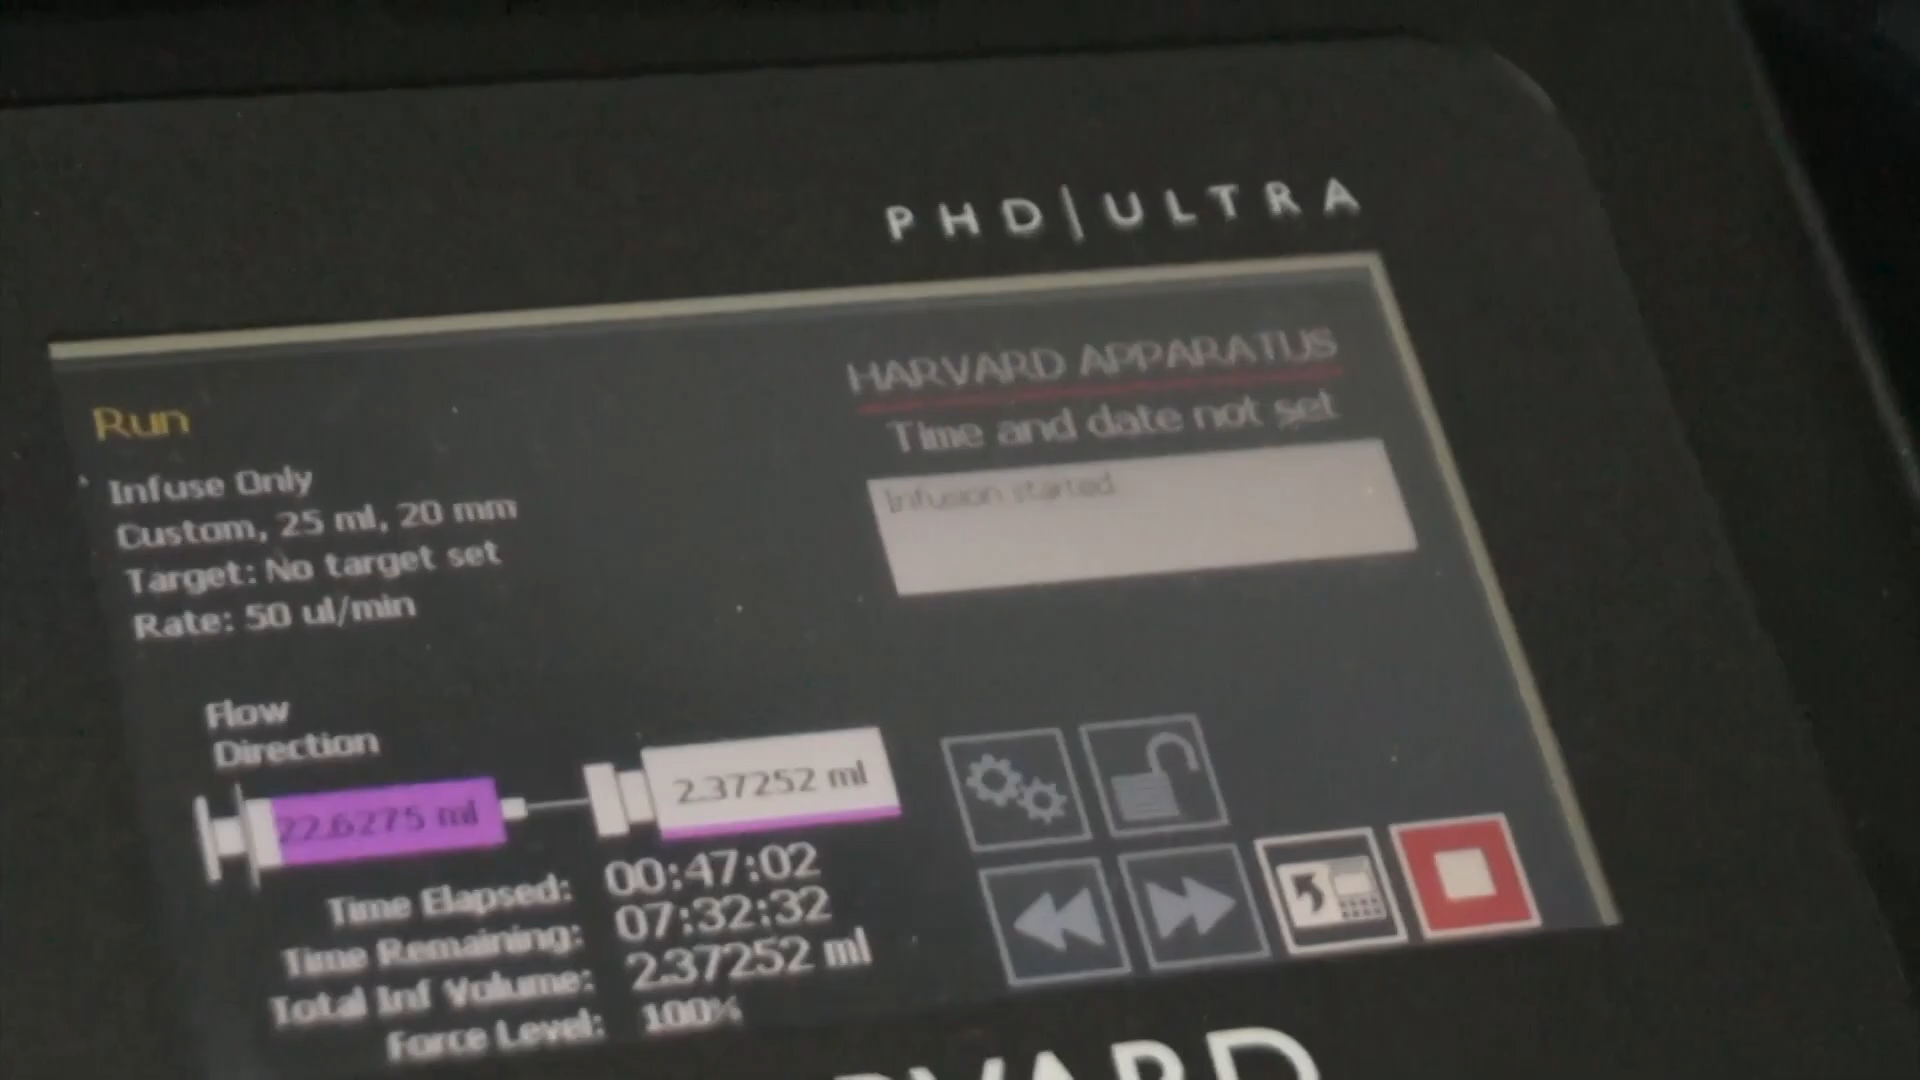 PHD|ULTRA
HARVARD APPARATUS
Time and date not set
Run
Infusion started
Infuse Only
Custom, 25 ml, 20 mm
Target: No target set
Rate: 50 ul/min
Flow
Direction
22.6275 ml
2.37252 ml
Time Elapsed: 00:47:02
Time Remaining: 07:32:32
Total Inf Volume: 2.37252 ml
Force Level: 100%
RVARD